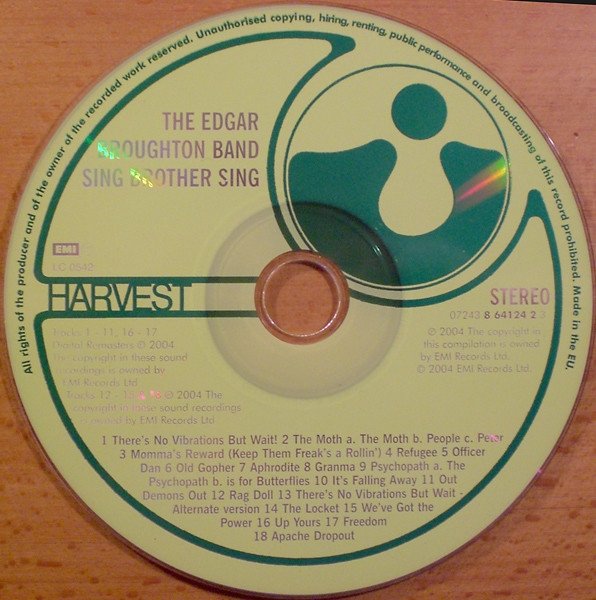 All rights of the producer and of the owner of the recorded work reserved. Unauthorised copying, hiring, renting, public performance and broadcasting of this record prohibited. Made in the EU.
THE EDGAR
BROUGHTON BAND
SING BROTHER SING
EMI
LC 0542
HARVEST
STEREO
07243 8 64124 2 3
Tracks 1 - 11, 16 - 17
Digital Remasters ℗ 2004
The copyright in these sound
recordings is owned by
EMI Records Ltd
Tracks 12 - 15 & 18 ℗ 2004 The
copyright in these sound recordings
is owned by EMI Records Ltd
℗ 2004 The copyright in
this compilation is owned
by EMI Records Ltd.
© 2004 EMI Records Ltd.
1 There's No Vibrations But Wait! 2 The Moth a. The Moth b. People c. Peter
3 Momma's Reward (Keep Them Freak's a Rollin') 4 Refugee 5 Officer
Dan 6 Old Gopher 7 Aphrodite 8 Granma 9 Psychopath a. The
Psychopath b. is for Butterflies 10 It's Falling Away 11 Out
Demons Out 12 Rag Doll 13 There's No Vibrations But Wait -
Alternate version 14 The Locket 15 We've Got the
Power 16 Up Yours 17 Freedom
18 Apache Dropout